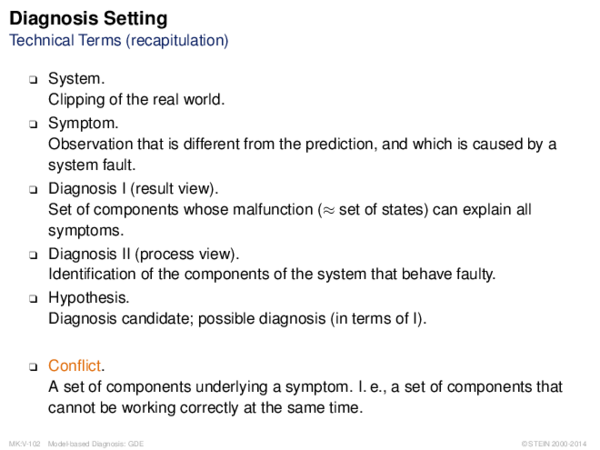 Diagnosis Setting
Technical Terms (recapitulation)
❑ System.
Clipping of the real world.
❑ Symptom.
Observation that is different from the prediction, and which is caused by a
system fault.
❑ Diagnosis I (result view).
Set of components whose malfunction (≈ set of states) can explain all
symptoms.
❑ Diagnosis II (process view).
Identification of the components of the system that behave faulty.
❑ Hypothesis.
Diagnosis candidate; possible diagnosis (in terms of I).
❑ Conflict.
A set of components underlying a symptom. I. e., a set of components that
cannot be working correctly at the same time.
MK:V-102 Model-based Diagnosis: GDE ©STEIN 2000-2014